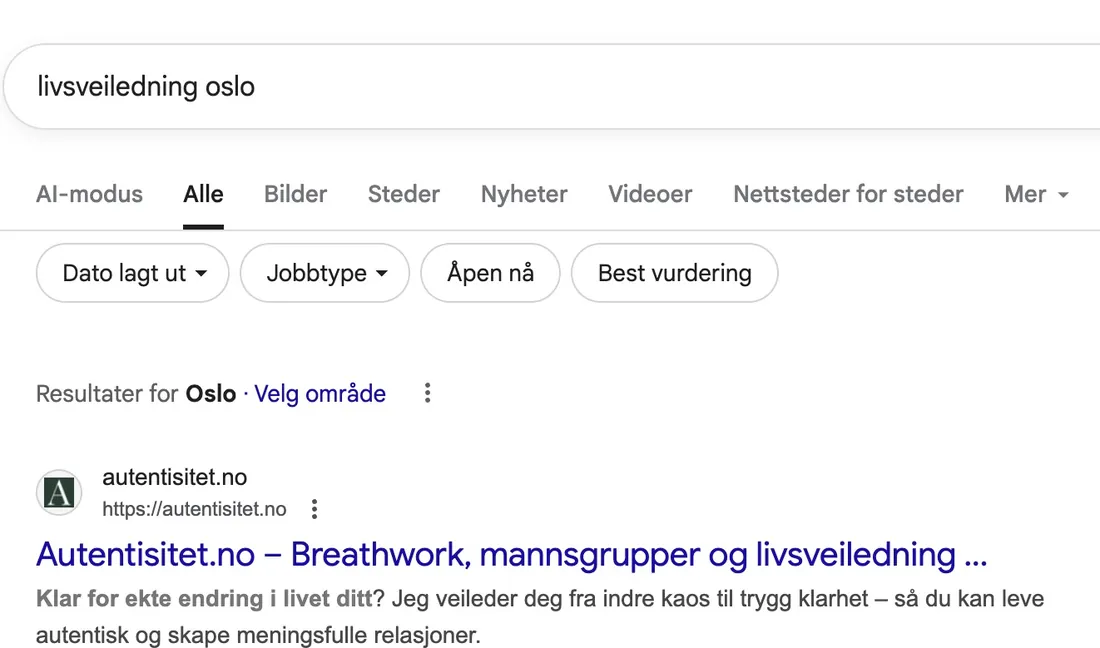 livsveiledning oslo
AI-modus Alle Bilder Steder Nyheter Videoer Nettsteder for steder Mer
Dato lagt ut Jobbtype Åpen nå Best vurdering
Resultater for Oslo · Velg område
A
autentisitet.no
https://autentisitet.no
Autentisitet.no – Breathwork, mannsgrupper og livsveiledning ...
Klar for ekte endring i livet ditt? Jeg veileder deg fra indre kaos til trygg klarhet – så du kan leve
autentisk og skape meningsfulle relasjoner.